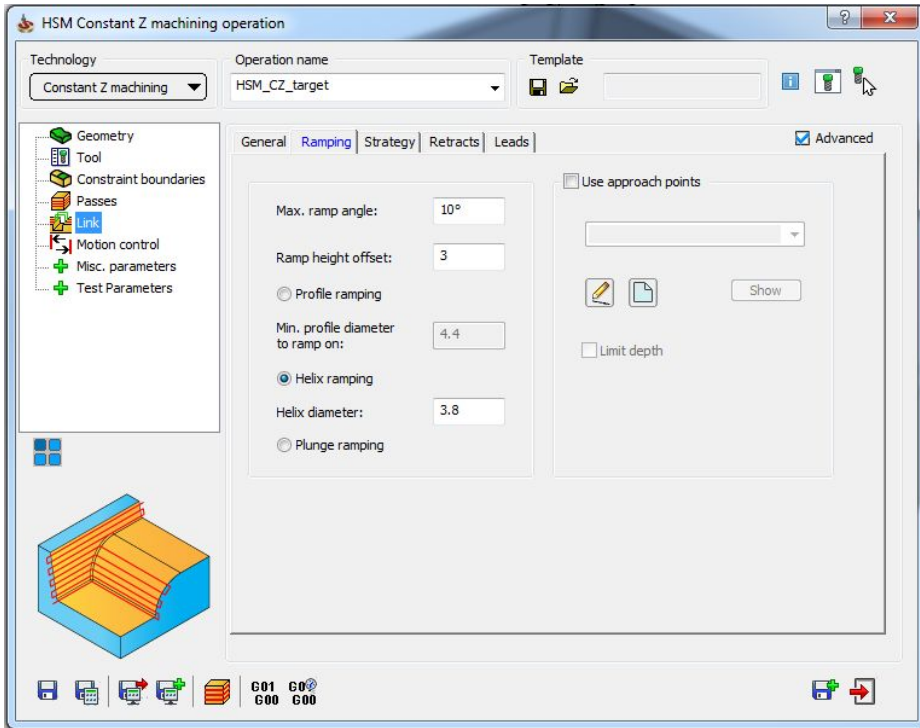 HSM Constant Z machining operation
Technology
Operation name
Template
Constant Z machining
HSM_CZ_target
Geometry
Tool
Constraint boundaries
Passes
Link
Motion control
Misc. parameters
Test Parameters
General Ramping Strategy Retracts Leads
Advanced
Max. ramp angle: 10°
Ramp height offset: 3
Profile ramping
Min. profile diameter
to ramp on: 4.4
Helix ramping
Helix diameter: 3.8
Plunge ramping
Use approach points
Show
Limit depth
G01 G0
G00 G00